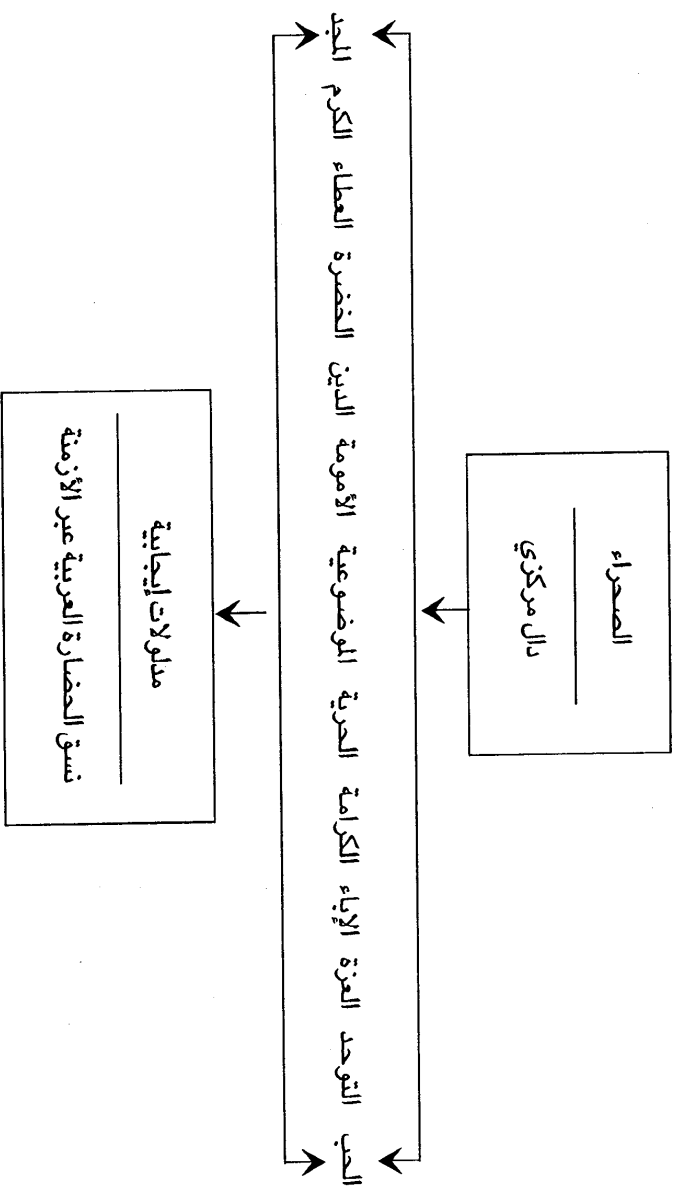 الصحراء
دال مركزي
الحب التوحد العزة الإباء الكرامة الحرية الموضوعية الأمومة الدين الخضرة العطاء الكرم المجد
مدلولات إيجابية
نسق الحضارة العربية عبر الأزمنة